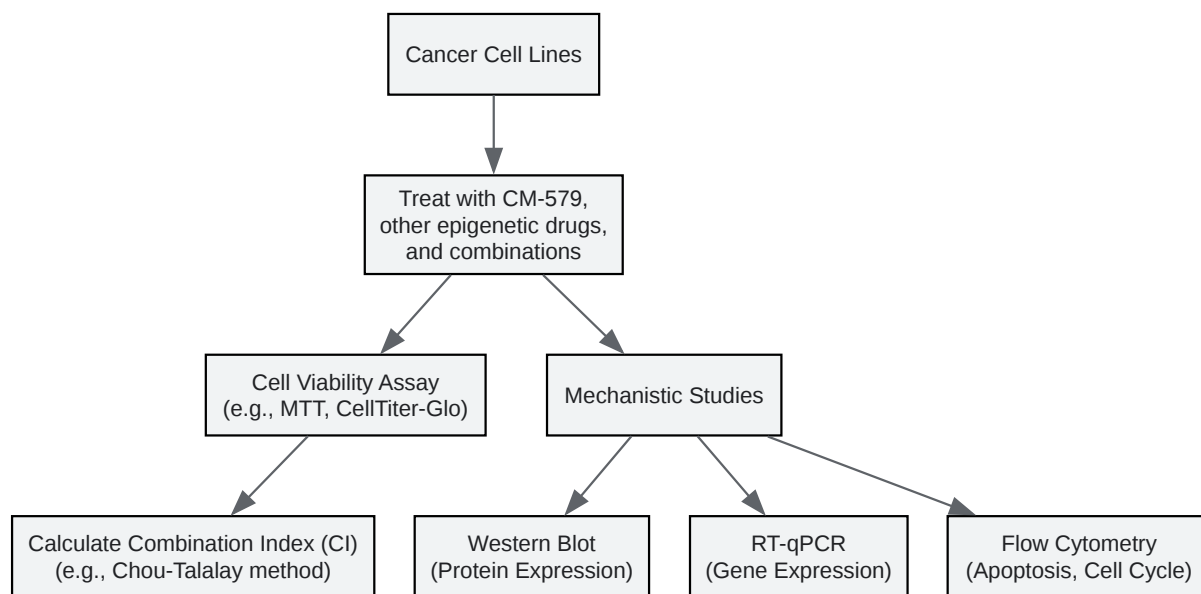 Cancer Cell Lines
Treat with CM-579,
other epigenetic drugs,
and combinations
Cell Viability Assay
(e.g., MTT, CellTiter-Glo)
Mechanistic Studies
Calculate Combination Index (CI)
(e.g., Chou-Talalay method)
Western Blot
(Protein Expression)
RT-qPCR
(Gene Expression)
Flow Cytometry
(Apoptosis, Cell Cycle)